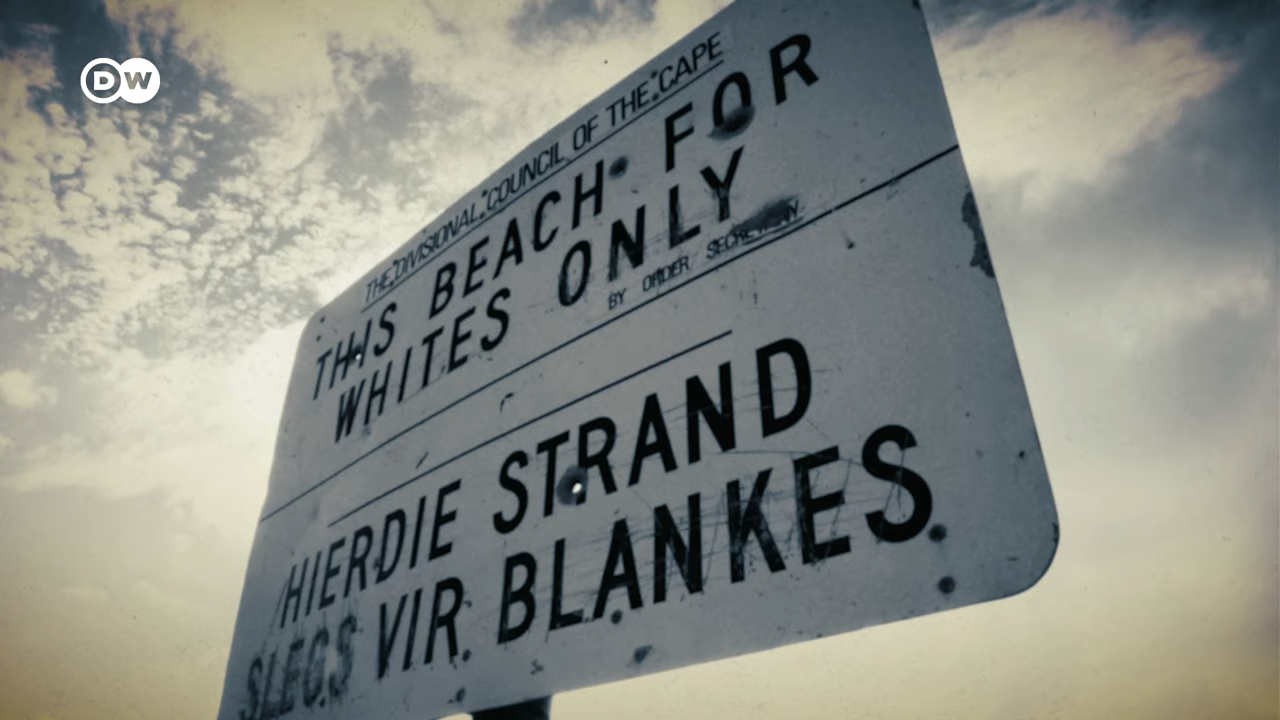 DW
THE DIVISIONAL COUNCIL OF THE CAPE
THIS BEACH FOR
WHITES ONLY
BY ORDER SECRETARY
HIERDIE STRAND
SLEGS VIR BLANKES